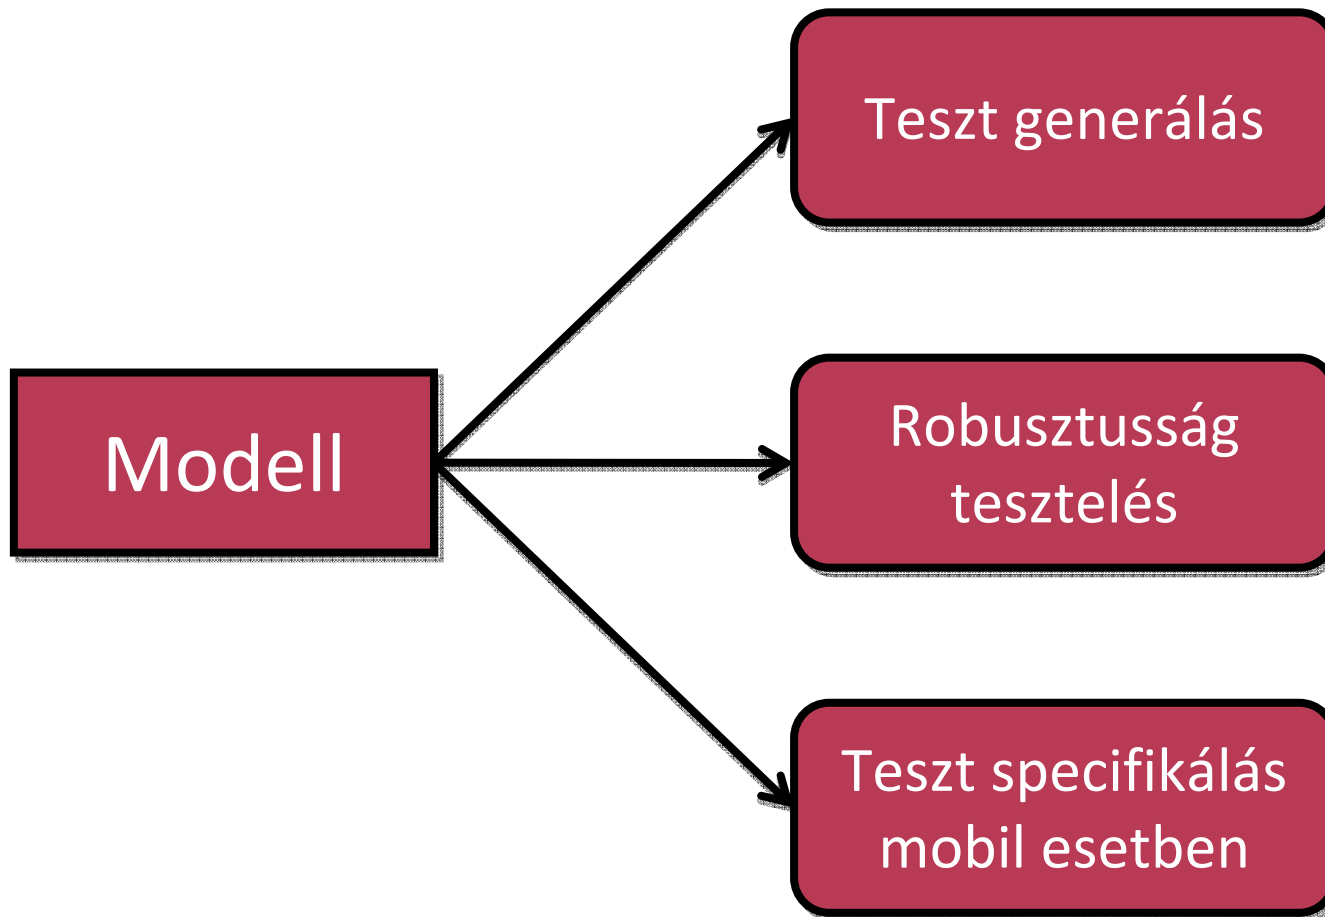 Teszt generálás
Modell
Robusztusság
tesztelés
Teszt specifikálás
mobil esetben